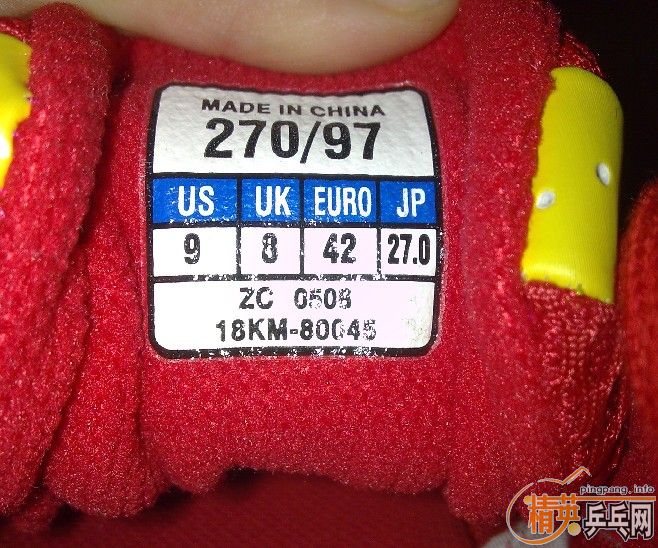 MADE IN CHINA
270/97
US UK EURO JP
9 8 42 27.0
ZC 0508
18KM-80045
pingpang.info
精英乒乓网